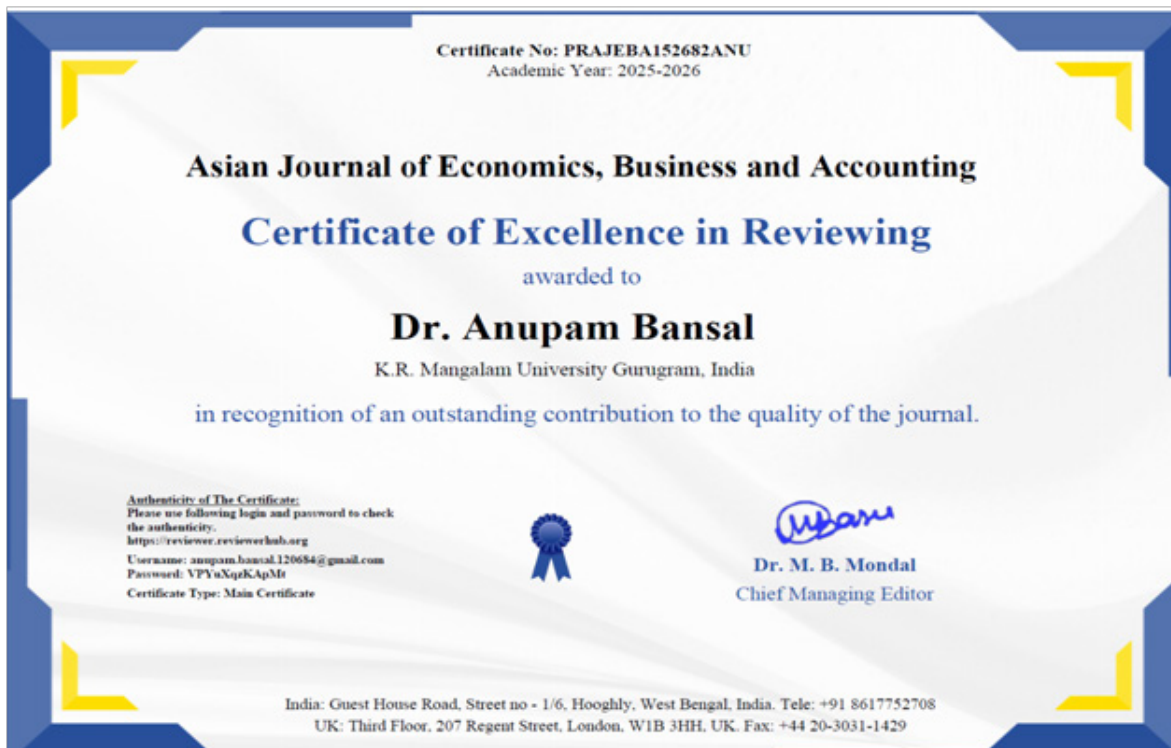 Certificate No: PRAJEBA152682ANU
Academic Year: 2025-2026
Asian Journal of Economics, Business and Accounting
Certificate of Excellence in Reviewing
awarded to
Dr. Anupam Bansal
K.R. Mangalam University Gurugram, India
in recognition of an outstanding contribution to the quality of the journal.
Authenticity of The Certificate:
Please use following login and password to check
the authenticity.
https://reviewer.reviewerhub.org
Username: anupam.bansal.120684@gmail.com
Password: VPYuXqzKApMt
Certificate Type: Main Certificate
Dr. M. B. Mondal
Chief Managing Editor
India: Guest House Road, Street no - 1/6, Hooghly, West Bengal, India. Tele: +91 8617752708
UK: Third Floor, 207 Regent Street, London, W1B 3HH, UK. Fax: +44 20-3031-1429